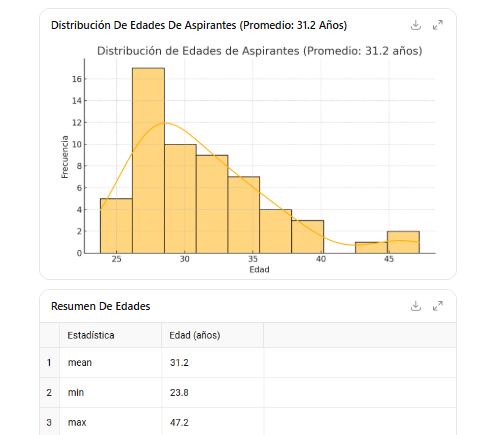 Distribución De Edades De Aspirantes (Promedio: 31.2 Años)
Distribución de Edades de Aspirantes (Promedio: 31.2 años)
16
14
12
10
8
6
4
2
0
Frecuencia
25 30 35 40 45
Edad
Resumen De Edades
Estadística Edad (años)
1 mean 31.2
2 min 23.8
3 max 47.2